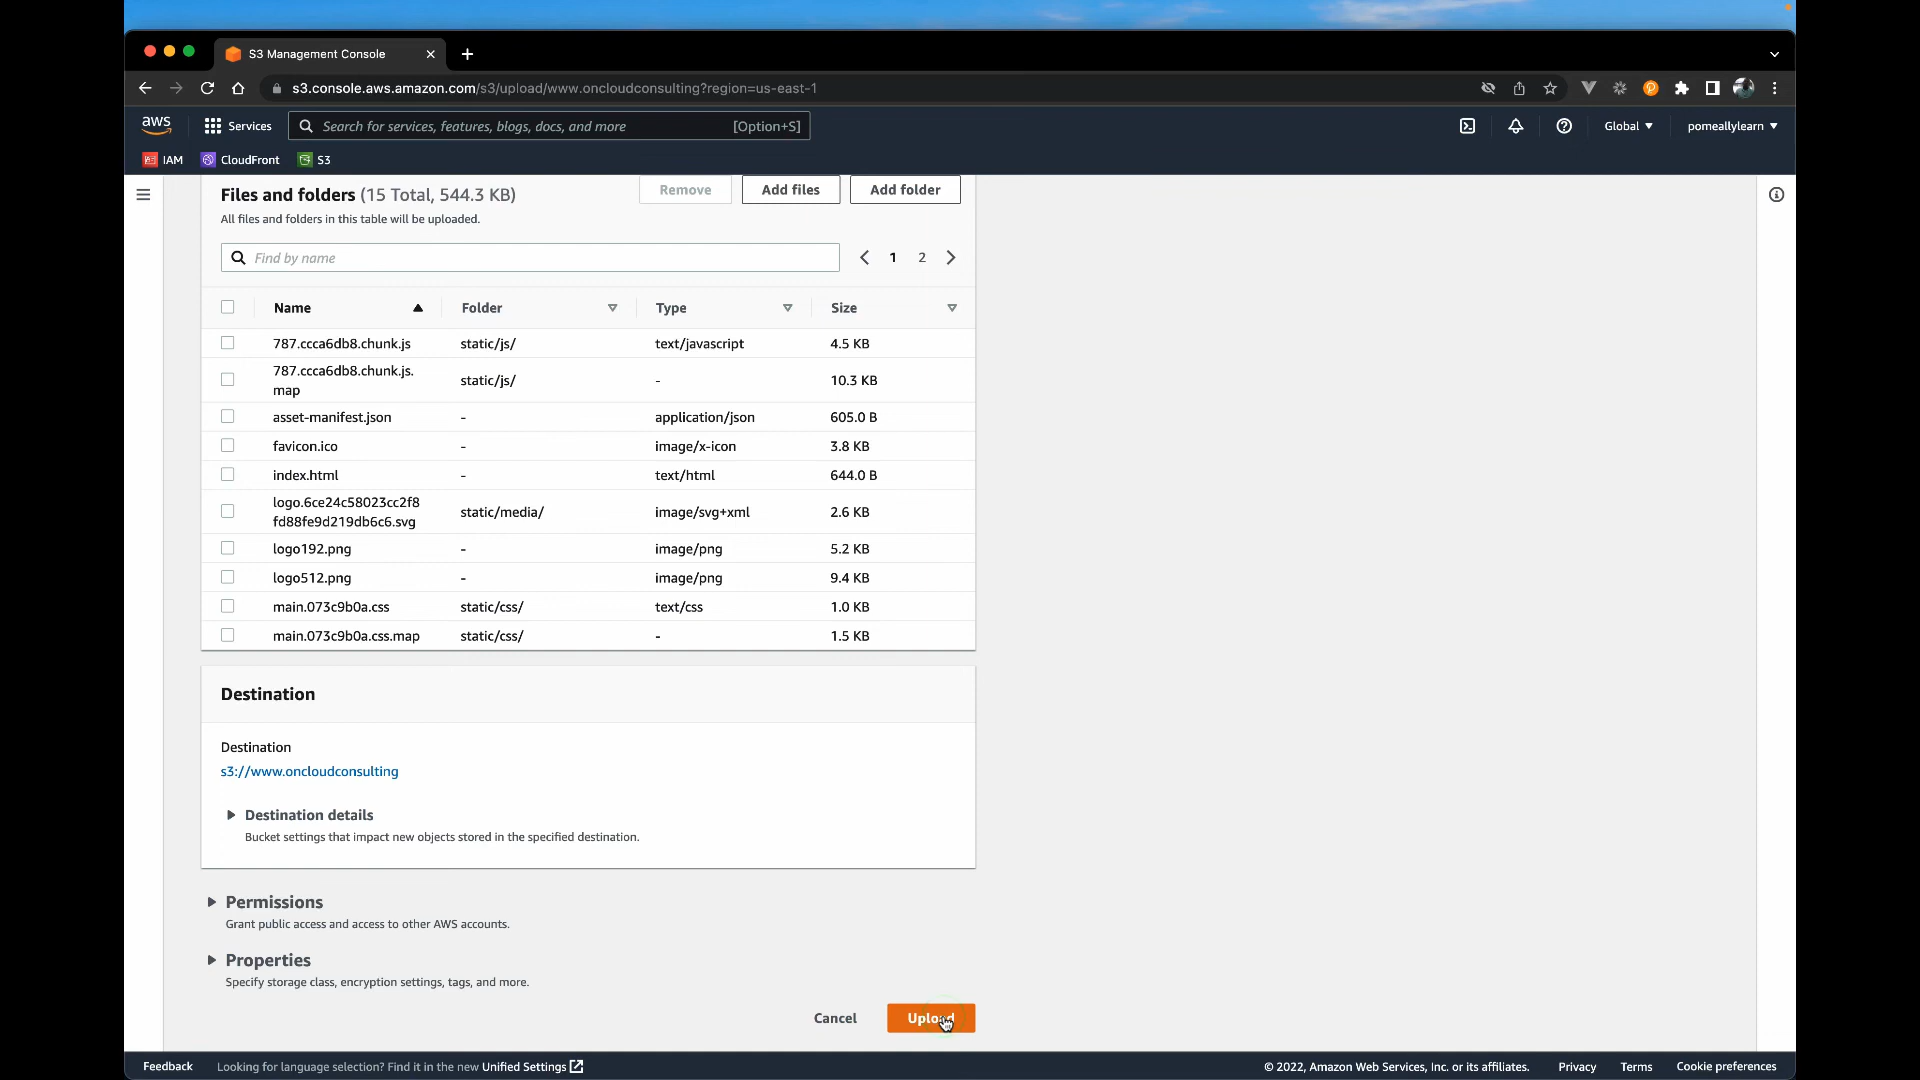 S3 Management Console
s3.console.aws.amazon.com/s3/upload/www.oncloudconsulting?region=us-east-1
aws Services Search for services, features, blogs, docs, and more [Option+S] Global pomeallylearn
IAM CloudFront S3
Files and folders (15 Total, 544.3 KB) Remove Add files Add folder
All files and folders in this table will be uploaded.
Find by name 1 2
Name Folder Type Size
787.ccca6db8.chunk.js static/js/ text/javascript 4.5 KB
787.ccca6db8.chunk.js.
map static/js/ - 10.3 KB
asset-manifest.json - application/json 605.0 B
favicon.ico - image/x-icon 3.8 KB
index.html - text/html 644.0 B
logo.6ce24c58023cc2f8
fd88fe9d219db6c6.svg static/media/ image/svg+xml 2.6 KB
logo192.png - image/png 5.2 KB
logo512.png - image/png 9.4 KB
main.073c9b0a.css static/css/ text/css 1.0 KB
main.073c9b0a.css.map static/css/ - 1.5 KB
Destination
Destination
s3://www.oncloudconsulting
Destination details
Bucket settings that impact new objects stored in the specified destination.
Permissions
Grant public access and access to other AWS accounts.
Properties
Specify storage class, encryption settings, tags, and more.
Cancel Upload
Feedback Looking for language selection? Find it in the new Unified Settings © 2022, Amazon Web Services, Inc. or its affiliates. Privacy Terms Cookie preferences